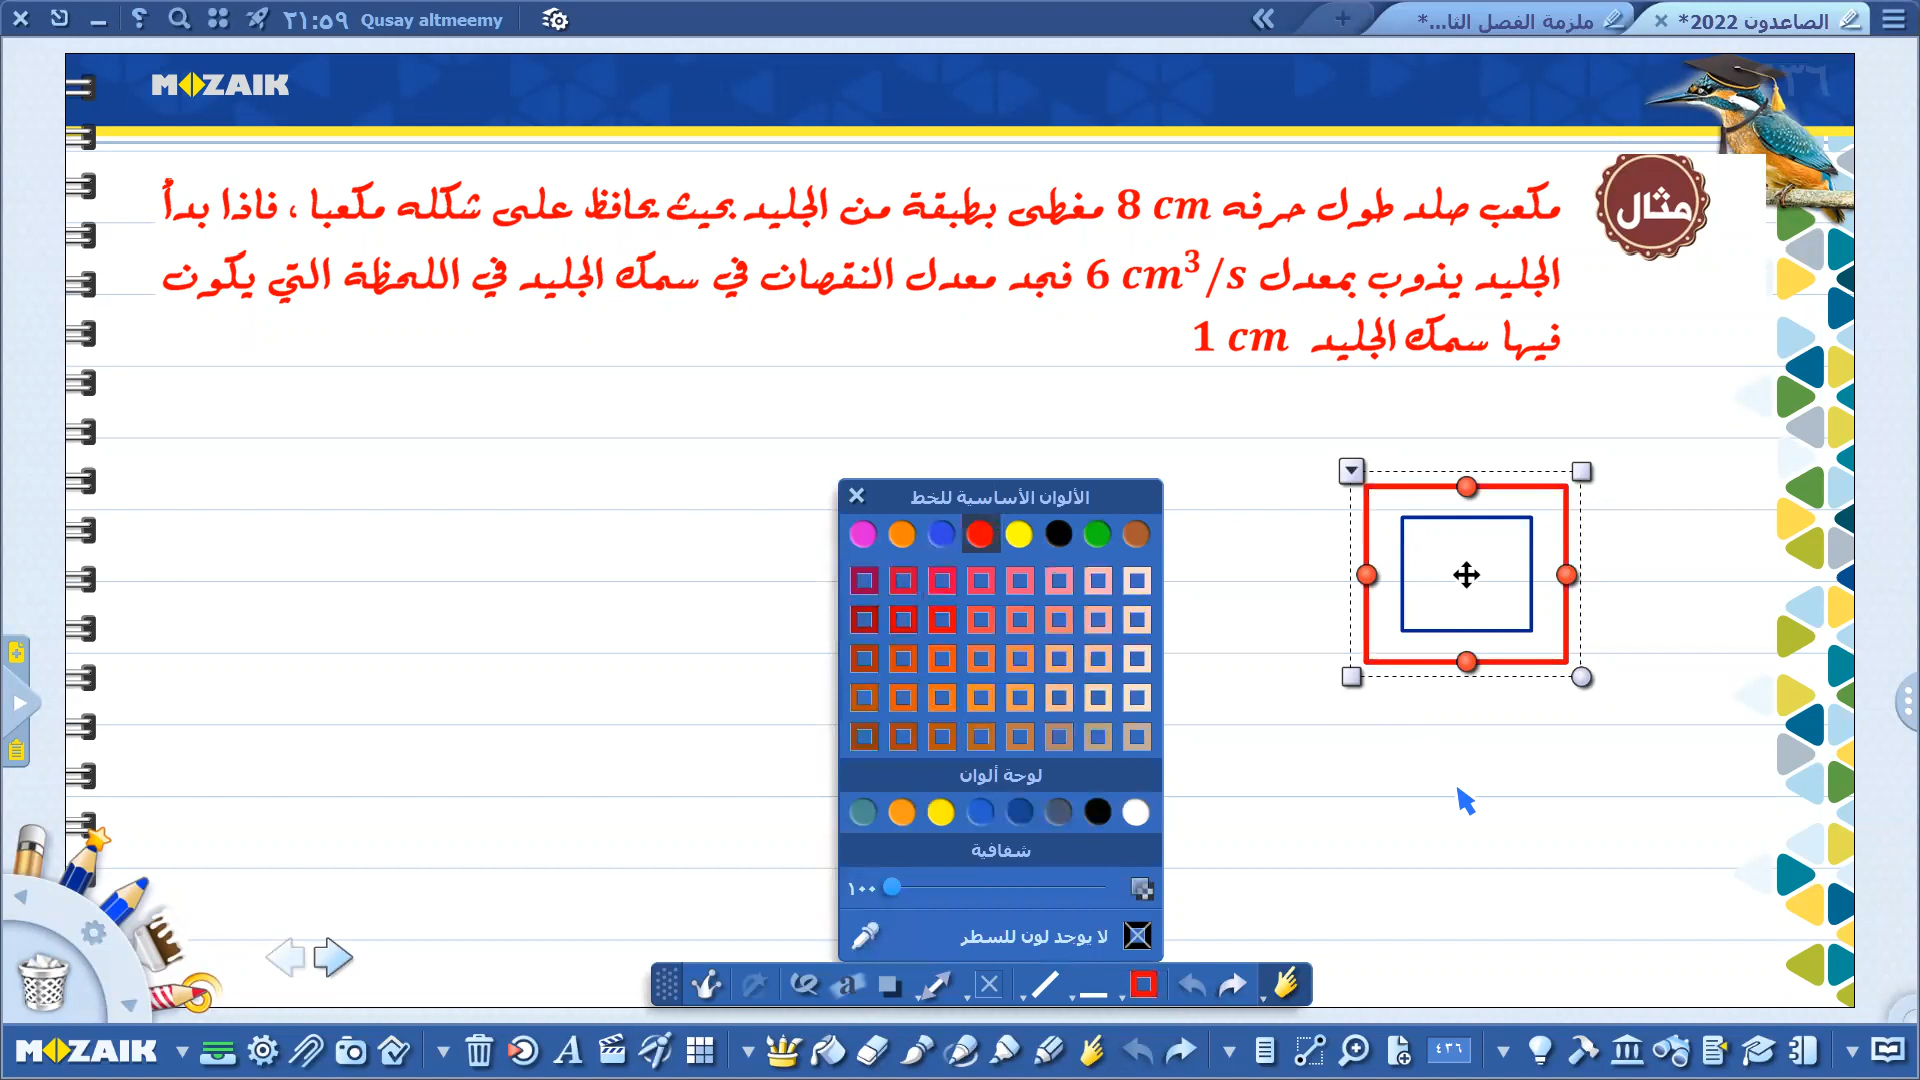 ٢١:٥٩ Qusay altmeemy
ملزمة الفصل الثا...*
الصاعدون 2022*
MOZAIK
٤٣٦
مثال
مكعب صلد طول حرفه 8 cm مغطى بطبقة من الجليد بحيث يحافظ على شكله مكعبا ، فاذا بدأ
الجليد يذوب بمعدل 6 cm³/s فجد معدل النقصان في سمك الجليد في اللحظة التي يكون
فيها سمك الجليد 1 cm
الألوان الأساسية للخط
لوحة ألوان
شفافية
١٠٠
لا يوجد لون للسطر
MOZAIK
٤٣٦